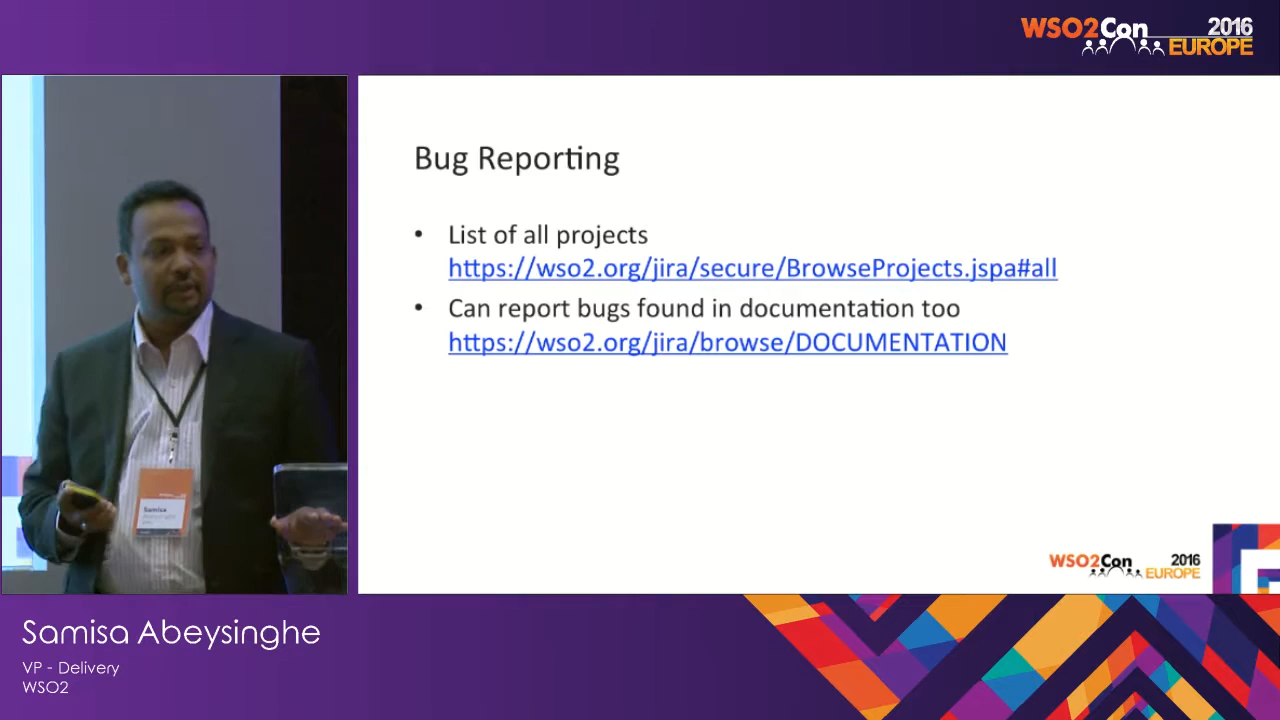 WSO2Con 2016
EUROPE
Bug Reporting
• List of all projects
https://wso2.org/jira/secure/BrowseProjects.jspa#all
• Can report bugs found in documentation too
https://wso2.org/jira/browse/DOCUMENTATION
Samisa
WSO2Con 2016
EUROPE
Samisa Abeysinghe
VP - Delivery
WSO2